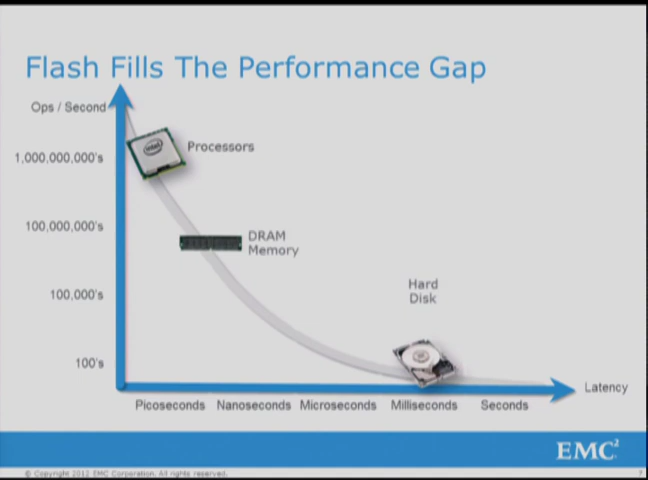 Flash Fills The Performance Gap
Ops / Second
1,000,000,000's
Processors
intel
100,000,000's
DRAM
Memory
100,000's
Hard
Disk
100's
Latency
Picoseconds Nanoseconds Microseconds Milliseconds Seconds
EMC²
© Copyright 2012 EMC Corporation. All rights reserved.